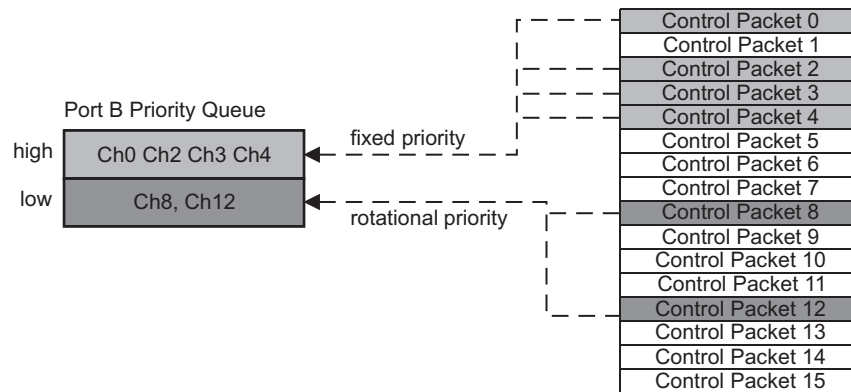 Port B Priority Queue
high
Ch0 Ch2 Ch3 Ch4
low
Ch8, Ch12
fixed priority
rotational priority
Control Packet 0
Control Packet 1
Control Packet 2
Control Packet 3
Control Packet 4
Control Packet 5
Control Packet 6
Control Packet 7
Control Packet 8
Control Packet 9
Control Packet 10
Control Packet 11
Control Packet 12
Control Packet 13
Control Packet 14
Control Packet 15